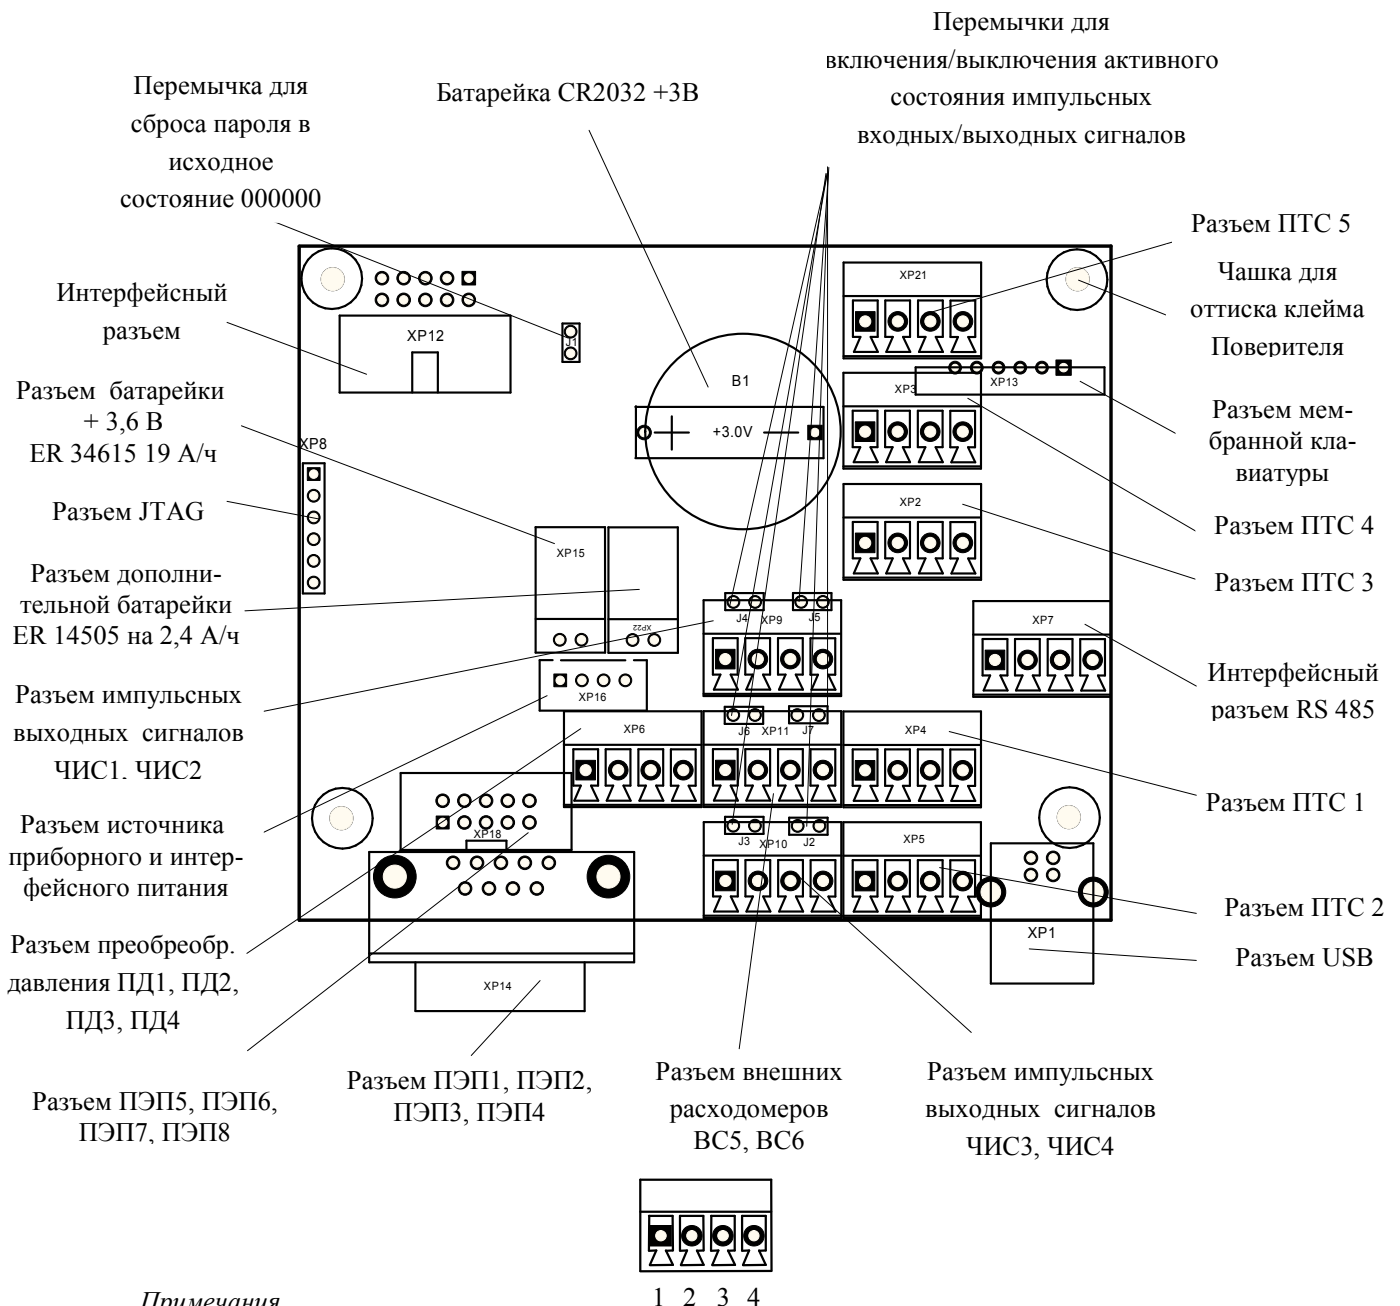 Перемычки для
включения/выключения активного
состояния импульсных
входных/выходных сигналов
Перемычка для
сброса пароля в
исходное
состояние 000000
Батарейка CR2032 +3В
Разъем ПТС 5
Чашка для
оттиска клейма
Поверителя
Интерфейсный
разъем
Разъем батарейки
+ 3,6 В
ER 34615 19 А/ч
Разъем JTAG
Разъем дополни-
тельной батарейки
ER 14505 на 2,4 А/ч
Разъем импульсных
выходных сигналов
ЧИС1, ЧИС2
Разъем источника
приборного и интер-
фейсного питания
Разъем преобреобр.
давления ПД1, ПД2,
ПД3, ПД4
Разъем ПЭП5, ПЭП6,
ПЭП7, ПЭП8
Разъем ПЭП1, ПЭП2,
ПЭП3, ПЭП4
Разъем внешних
расходомеров
ВС5, ВС6
Разъем импульсных
выходных сигналов
ЧИС3, ЧИС4
Разъем мем-
бранной кла-
виатуры
Разъем ПТС 4
Разъем ПТС 3
Интерфейсный
разъем RS 485
Разъем ПТС 1
Разъем ПТС 2
Разъем USB
XP12
J1
XP21
XP13
XP3
B1
+3.0V
XP8
XP2
XP15
XP22
J4
XP9
J5
XP7
XP16
XP6
J6
XP11
J7
XP4
XP18
J3
XP10
J2
XP5
XP1
XP14
1 2 3 4
Примечания